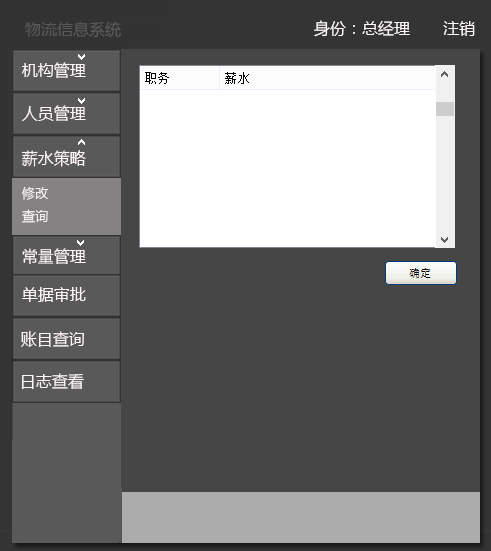 物流信息系统
身份：总经理 注销
机构管理
人员管理
薪水策略
修改
查询
常量管理
单据审批
账目查询
日志查看
职务 薪水
确定